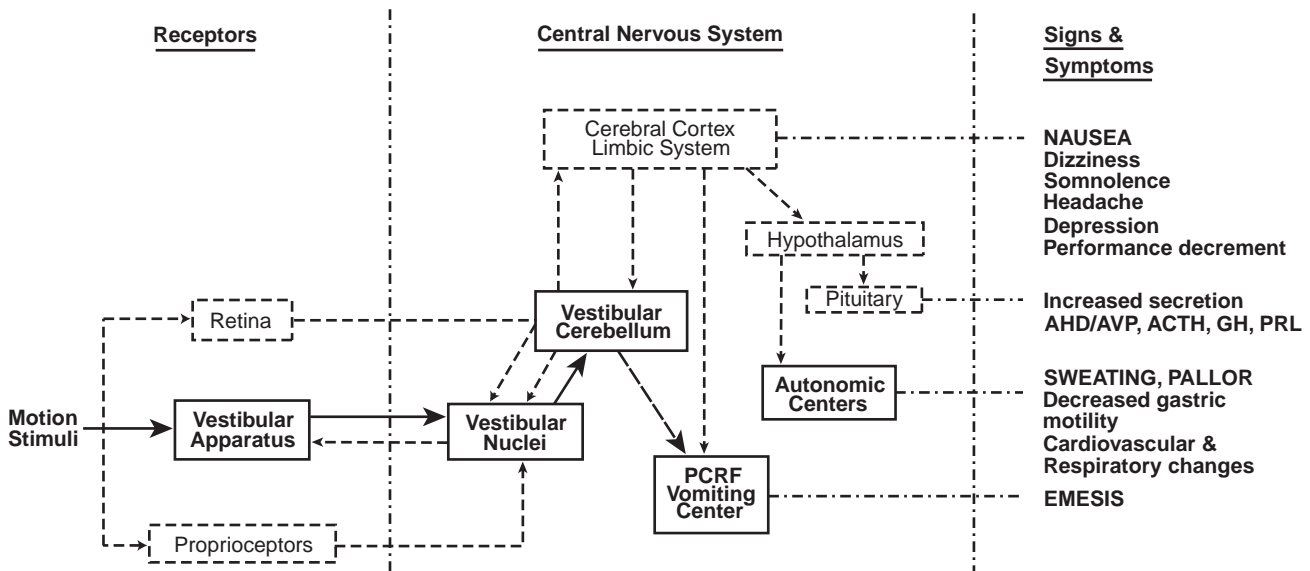 Receptors
Central Nervous System
Signs &
Symptoms
Cerebral Cortex
Limbic System
NAUSEA
Dizziness
Somnolence
Headache
Depression
Performance decrement
Hypothalamus
Pituitary
Increased secretion
AHD/AVP, ACTH, GH, PRL
Retina
Vestibular
Cerebellum
Autonomic
Centers
SWEATING, PALLOR
Decreased gastric
motility
Cardiovascular &
Respiratory changes
Motion
Stimuli
Vestibular
Apparatus
Vestibular
Nuclei
PCRF
Vomiting
Center
EMESIS
Proprioceptors